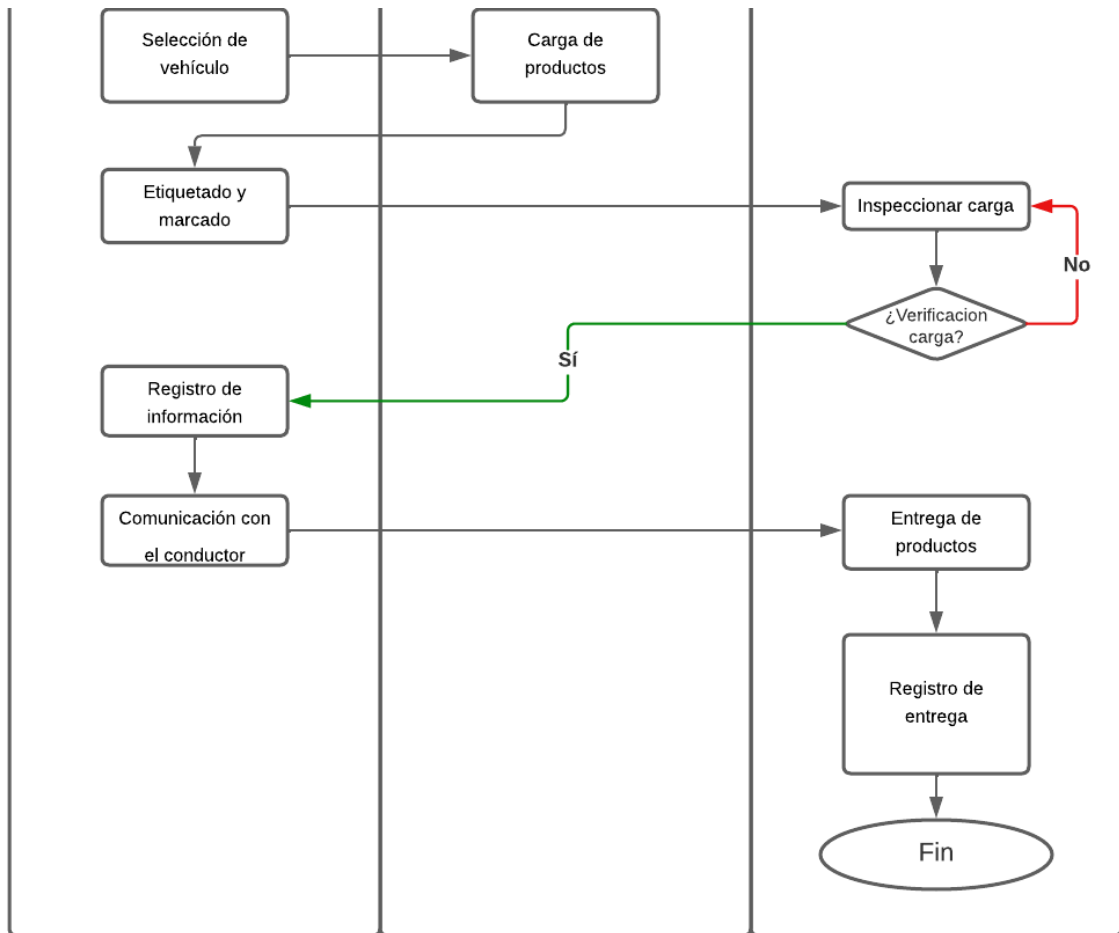 Selección de
vehículo
Carga de
productos
Etiquetado y
marcado
Inspeccionar carga
No
¿Verificacion
carga?
Sí
Registro de
información
Comunicación con
el conductor
Entrega de
productos
Registro de
entrega
Fin